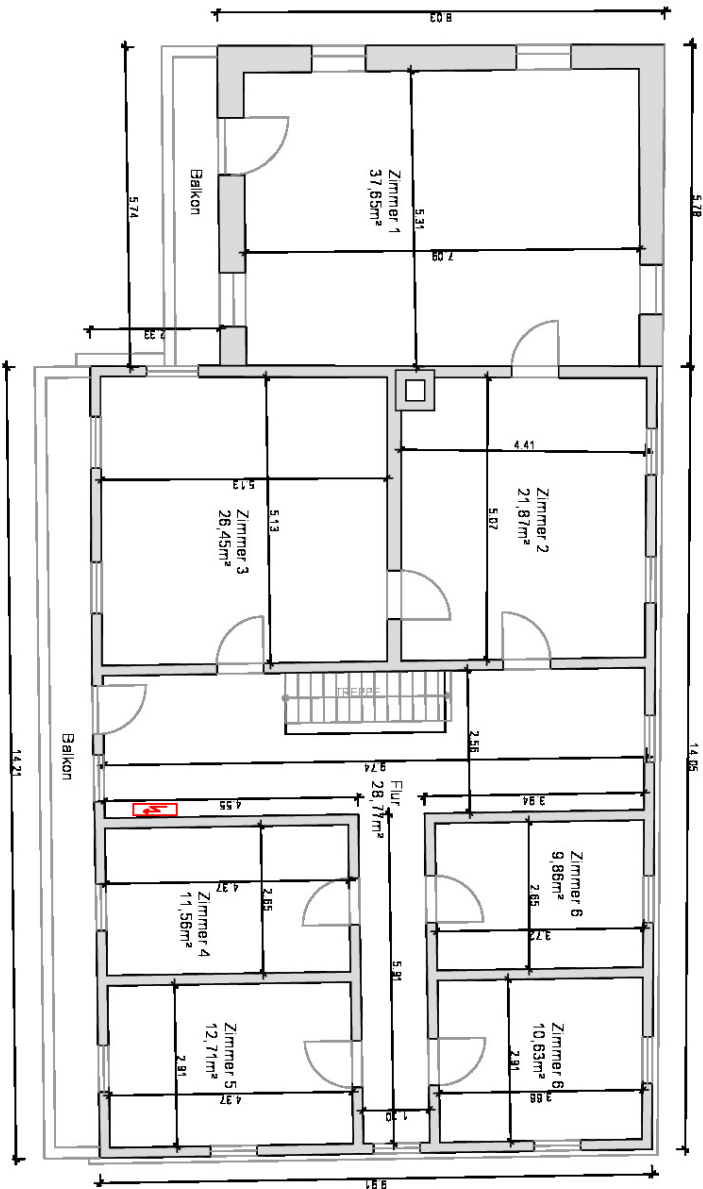 8.03
5.74
5.78
Balkon
Zimmer 1
37,65m²
5.31
7.09
2.33
4.41
5.13
5.13
Zimmer 3
26,45m²
5.07
Zimmer 2
21,87m²
TREPPE
2.56
9.74
Flur
28,77m²
4.55
3.94
Balkon
14.21
14.05
4.37
2.65
Zimmer 4
11,56m²
Zimmer 6
9,86m²
2.65
3.72
5.91
2.91
Zimmer 5
12,71m²
4.37
2.91
Zimmer 6
10,63m²
1.20
9.91